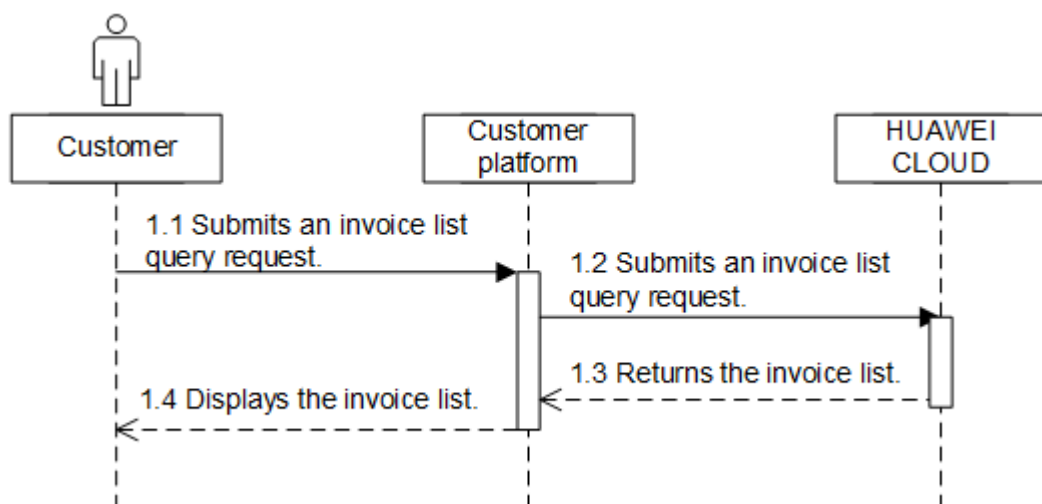 Customer
Customer
platform
HUAWEI
CLOUD
1.1 Submits an invoice list
query request.
1.2 Submits an invoice list
query request.
1.3 Returns the invoice list.
1.4 Displays the invoice list.